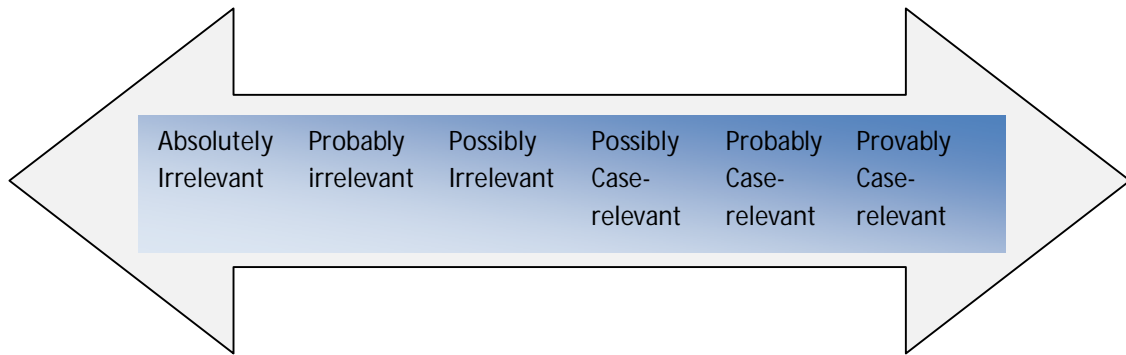 Absolutely
Irrelevant
Probably
irrelevant
Possibly
Irrelevant
Possibly
Case-
relevant
Probably
Case-
relevant
Provably
Case-
relevant